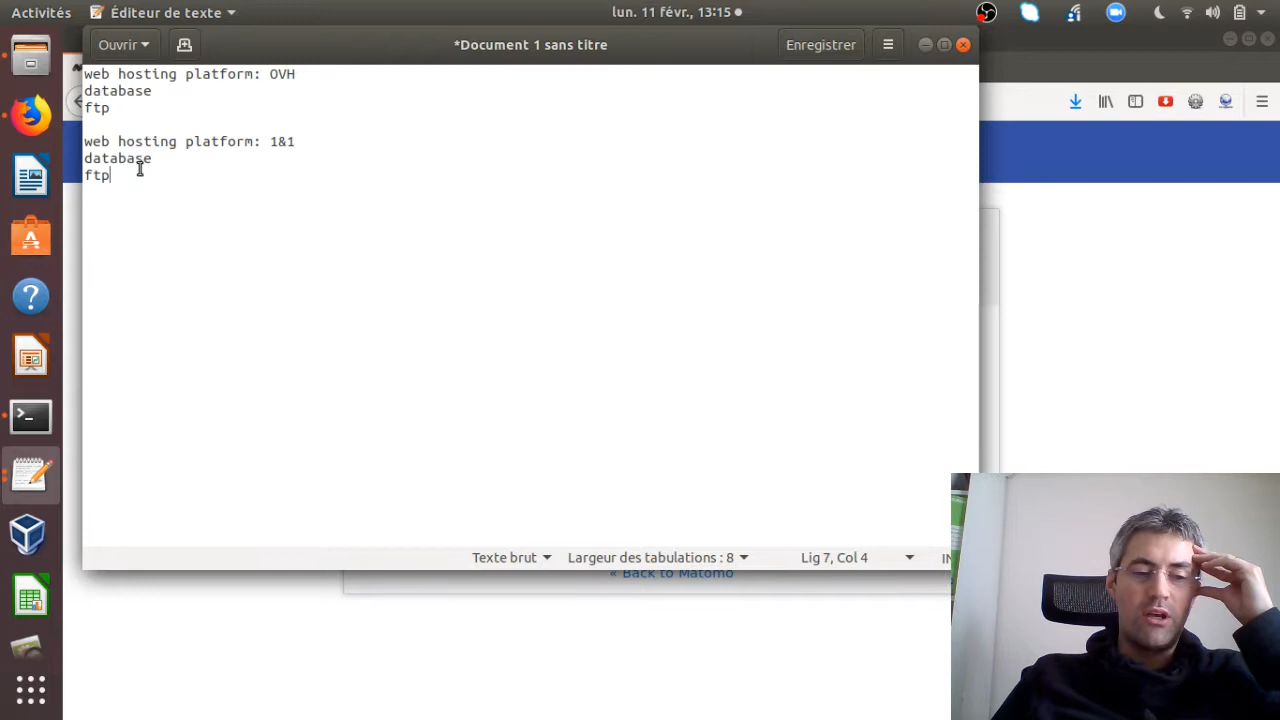 Activités
Éditeur de texte
lun. 11 févr., 13:15
Ouvrir
*Document 1 sans titre
Enregistrer
web hosting platform: OVH
database
ftp
web hosting platform: 1&1
database
ftp
Texte brut
Largeur des tabulations : 8
Lig 7, Col 4
« Back to Matomo